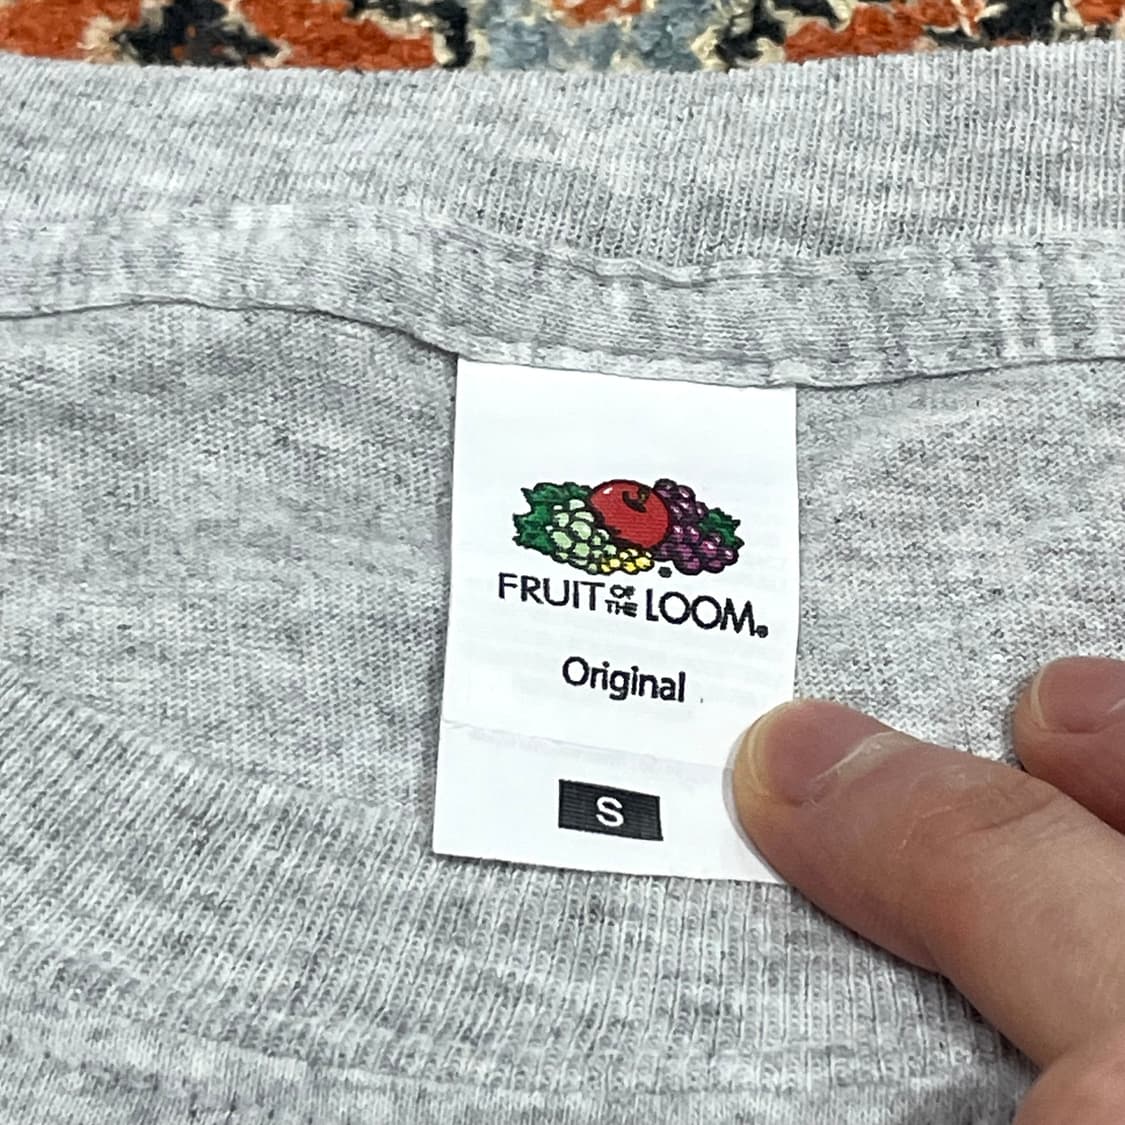 FRUIT OF THE LOOM®
Original
S